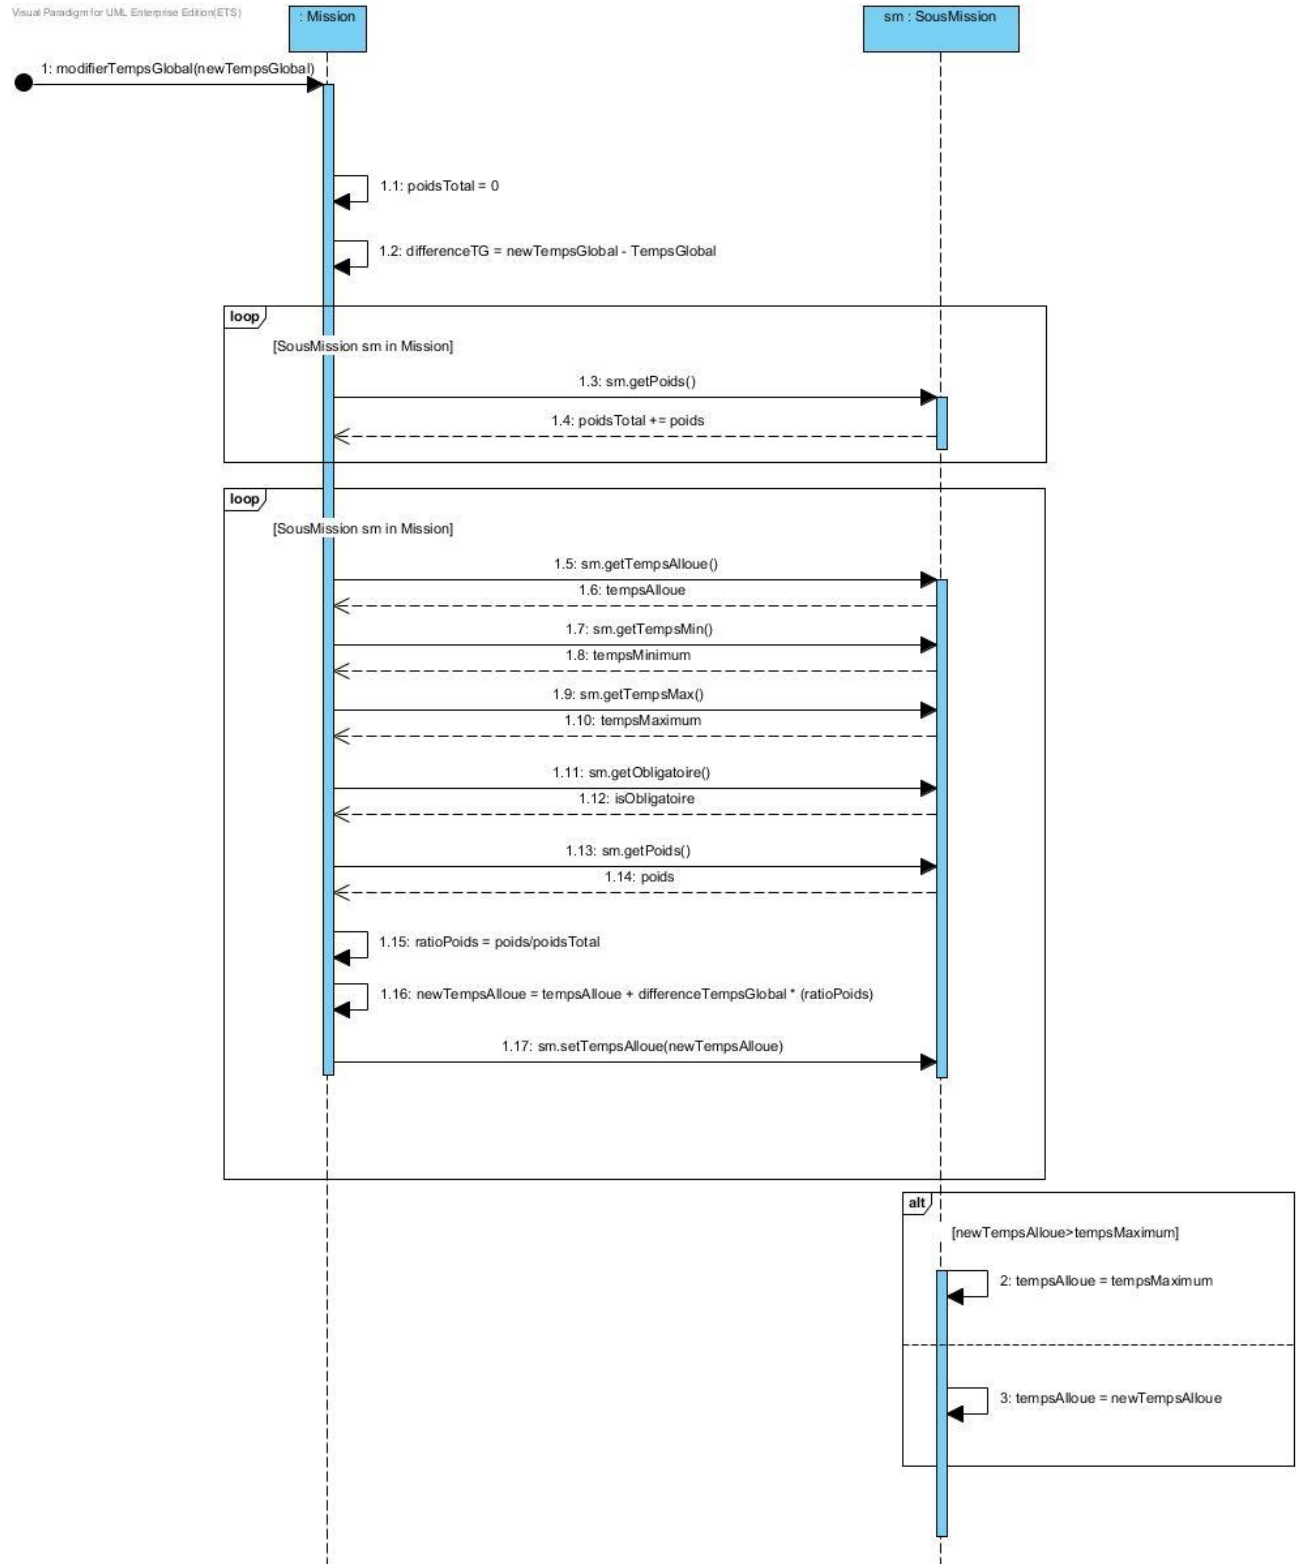 Visual Paradigm for UML Enterprise Edition(ETS)
: Mission
sm : SousMission
1: modifierTempsGlobal(newTempsGlobal)
1.1: poidsTotal = 0
1.2: differenceTG = newTempsGlobal - TempsGlobal
loop
[SousMission sm in Mission]
1.3: sm.getPoids()
1.4: poidsTotal += poids
loop
[SousMission sm in Mission]
1.5: sm.getTempsAlloue()
1.6: tempsAlloue
1.7: sm.getTempsMin()
1.8: tempsMinimum
1.9: sm.getTempsMax()
1.10: tempsMaximum
1.11: sm.getObligatoire()
1.12: isObligatoire
1.13: sm.getPoids()
1.14: poids
1.15: ratioPoids = poids/poidsTotal
1.16: newTempsAlloue = tempsAlloue + differenceTempsGlobal * (ratioPoids)
1.17: sm.setTempsAlloue(newTempsAlloue)
alt
[newTempsAlloue>tempsMaximum]
2: tempsAlloue = tempsMaximum
3: tempsAlloue = newTempsAlloue